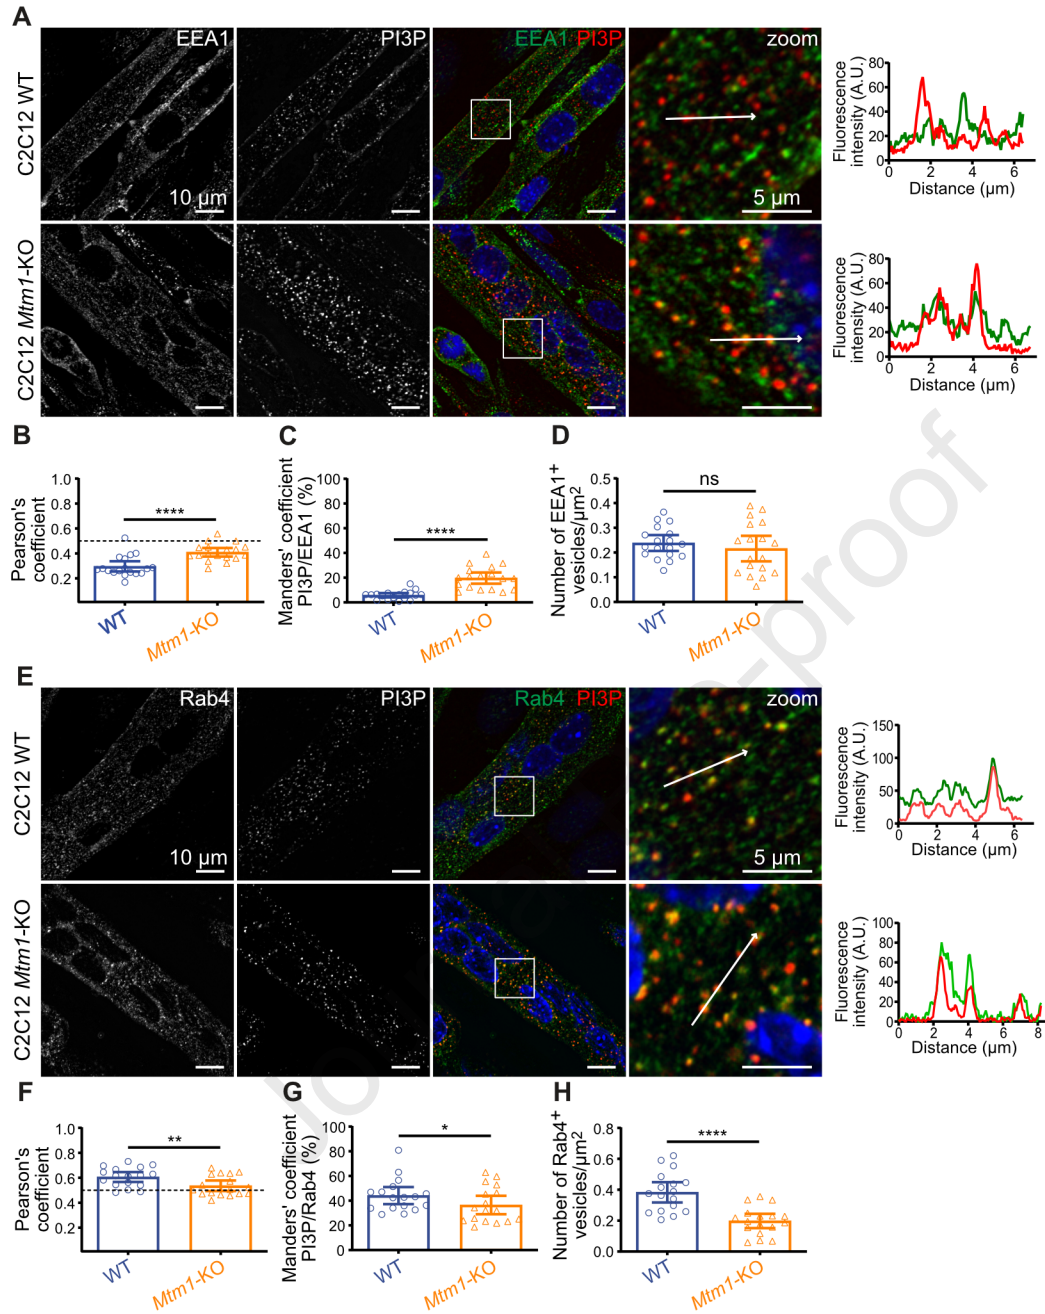 A
EEA1
PI3P
EEA1 PI3P
zoom
C2C12 WT
10 µm
5 µm
Fluorescence
intensity (A.U.)
80
60
40
20
0
0 2 4 6
Distance (µm)
C2C12 Mtm1-KO
Fluorescence
intensity (A.U.)
80
60
40
20
0
0 2 4 6
Distance (µm)
B
Pearson's
coefficient
1.0
0.8
0.6
0.4
0.2
****
WT
Mtm1-KO
C
Manders' coefficient
PI3P/EEA1 (%)
100
80
60
40
20
0
****
WT
Mtm1-KO
D
Number of EEA1+
vesicles/µm2
0.5
0.4
0.3
0.2
0.1
0.0
ns
WT
Mtm1-KO
E
Rab4
PI3P
Rab4 PI3P
zoom
C2C12 WT
10 µm
5 µm
Fluorescence
intensity (A.U.)
150
100
50
0
0 2 4 6
Distance (µm)
C2C12 Mtm1-KO
Fluorescence
intensity (A.U.)
100
80
60
40
20
0
0 2 4 6 8
Distance (µm)
F
Pearson's
coefficient
1.0
0.8
0.6
0.4
0.2
**
WT
Mtm1-KO
G
Manders' coefficient
PI3P/Rab4 (%)
100
80
60
40
20
0
*
WT
Mtm1-KO
H
Number of Rab4+
vesicles/µm2
0.8
0.6
0.4
0.2
0.0
****
WT
Mtm1-KO